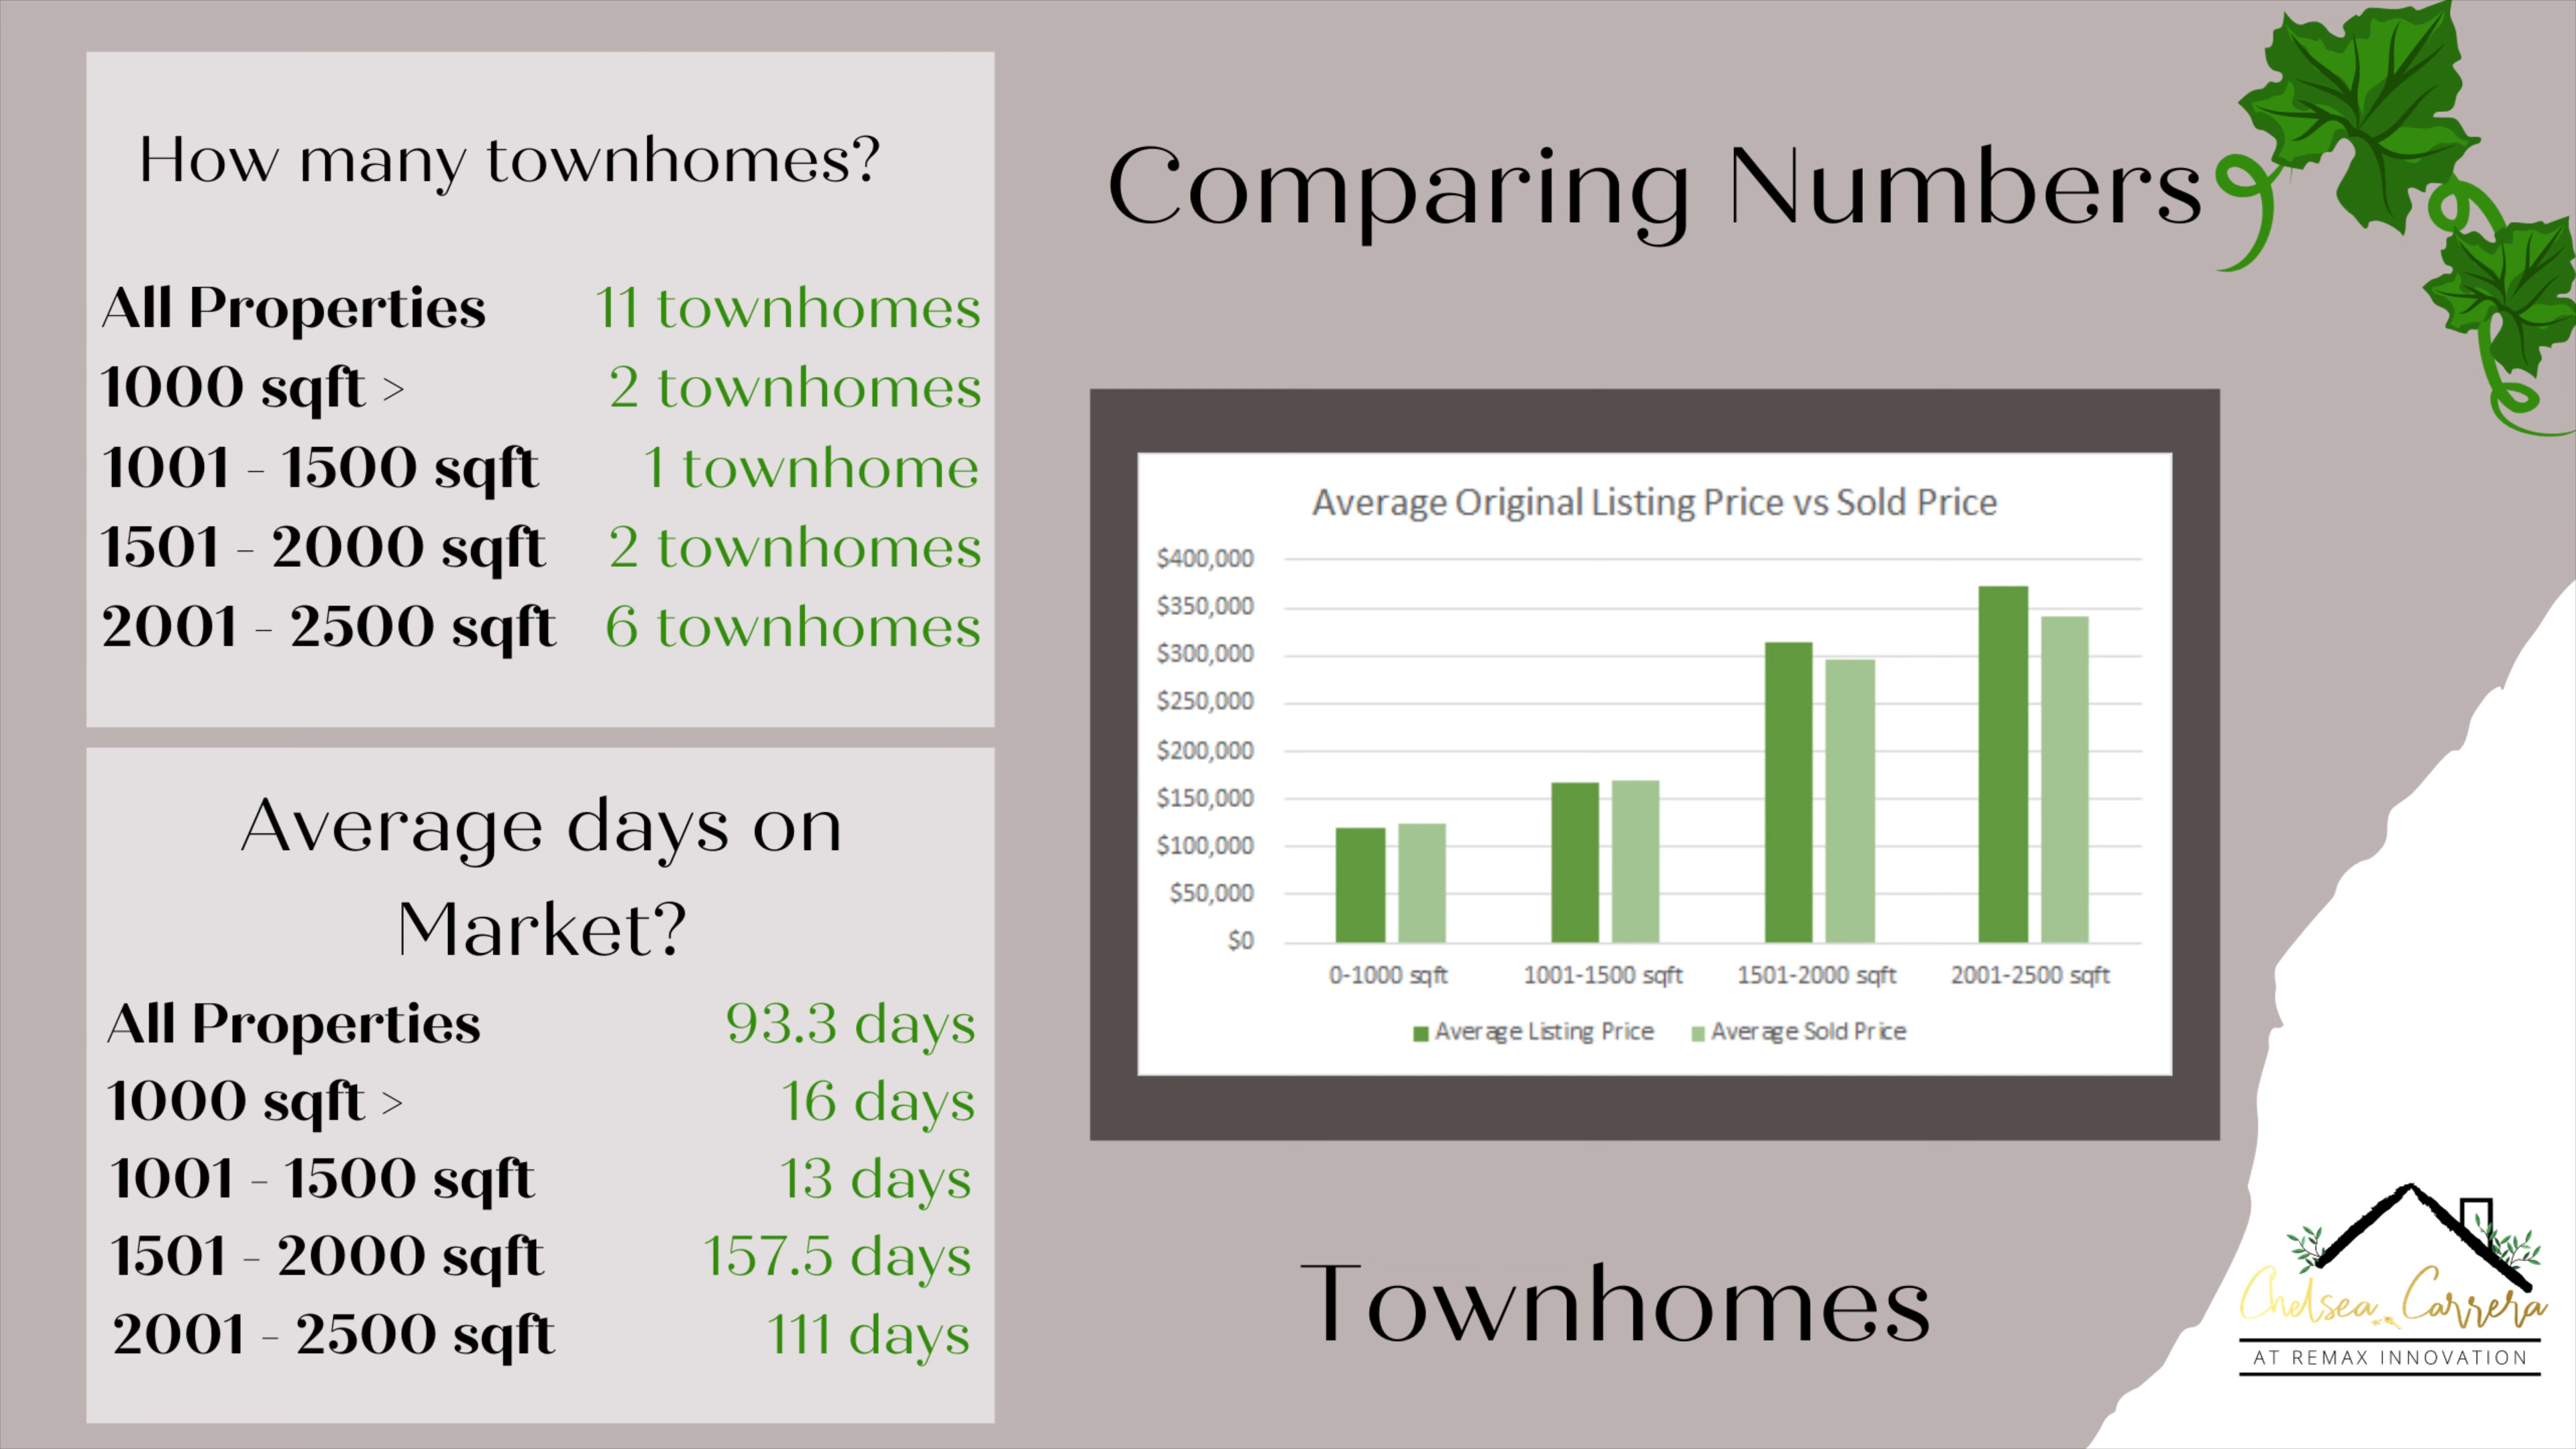 How many townhomes?
All Properties 11 townhomes
1000 sqft > 2 townhomes
1001 - 1500 sqft 1 townhome
1501 - 2000 sqft 2 townhomes
2001 - 2500 sqft 6 townhomes
Average days on
Market?
All Properties 93.3 days
1000 sqft > 16 days
1001 - 1500 sqft 13 days
1501 - 2000 sqft 157.5 days
2001 - 2500 sqft 111 days
Comparing Numbers
Average Original Listing Price vs Sold Price
$400,000
$350,000
$300,000
$250,000
$200,000
$150,000
$100,000
$50,000
$0
0-1000 sqft 1001-1500 sqft 1501-2000 sqft 2001-2500 sqft
Average Listing Price Average Sold Price
Townhomes
Chelsea Carrera
AT REMAX INNOVATION